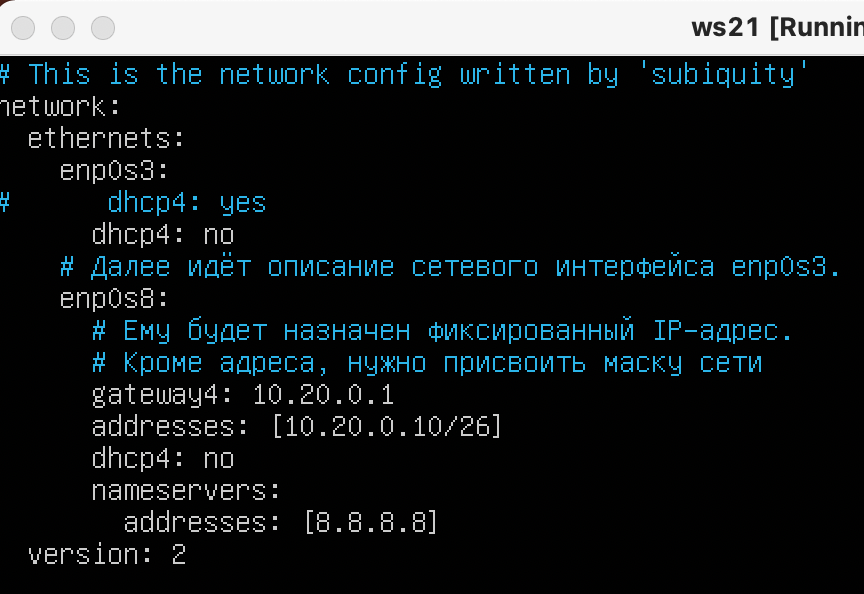 ws21 [Runnin
# This is the network config written by 'subiquity'
network:
  ethernets:
    enp0s3:
#      dhcp4: yes
      dhcp4: no
    # Далее идёт описание сетевого интерфейса enp0s3.
    enp0s8:
      # Ему будет назначен фиксированный IP-адрес.
      # Кроме адреса, нужно присвоить маску сети
      gateway4: 10.20.0.1
      addresses: [10.20.0.10/26]
      dhcp4: no
      nameservers:
        addresses: [8.8.8.8]
  version: 2